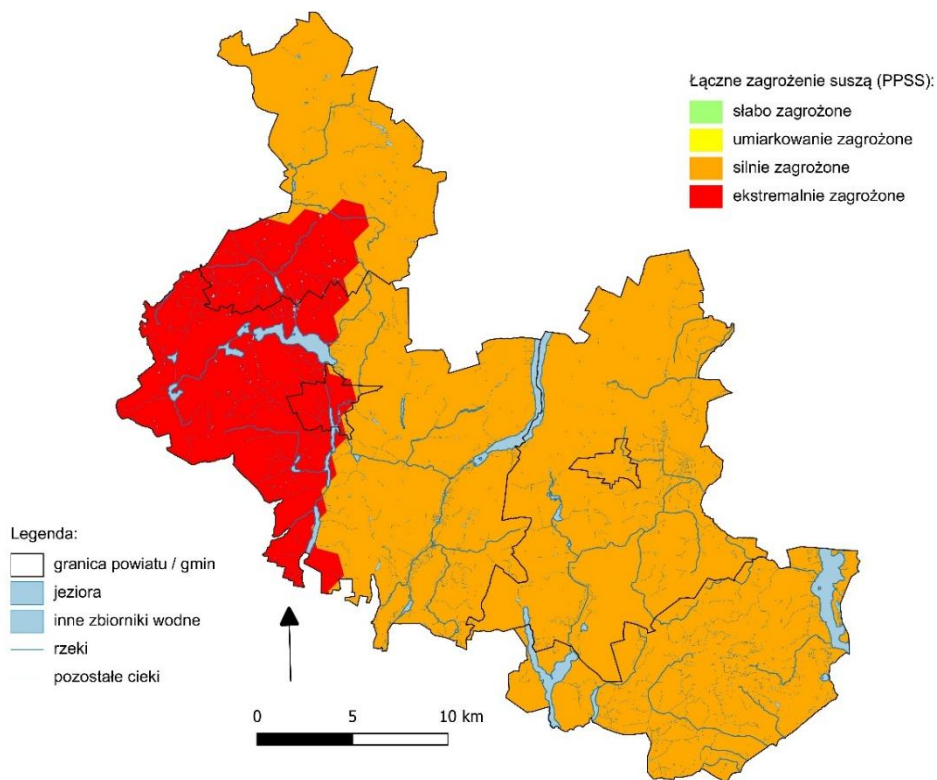 Łączne zagrożenie suszą (PPSS):
słabo zagrożone
umiarkowanie zagrożone
silnie zagrożone
ekstremalnie zagrożone
Legenda:
granica powiatu / gmin
jeziora
inne zbiorniki wodne
rzeki
pozostałe cieki
0 5 10 km